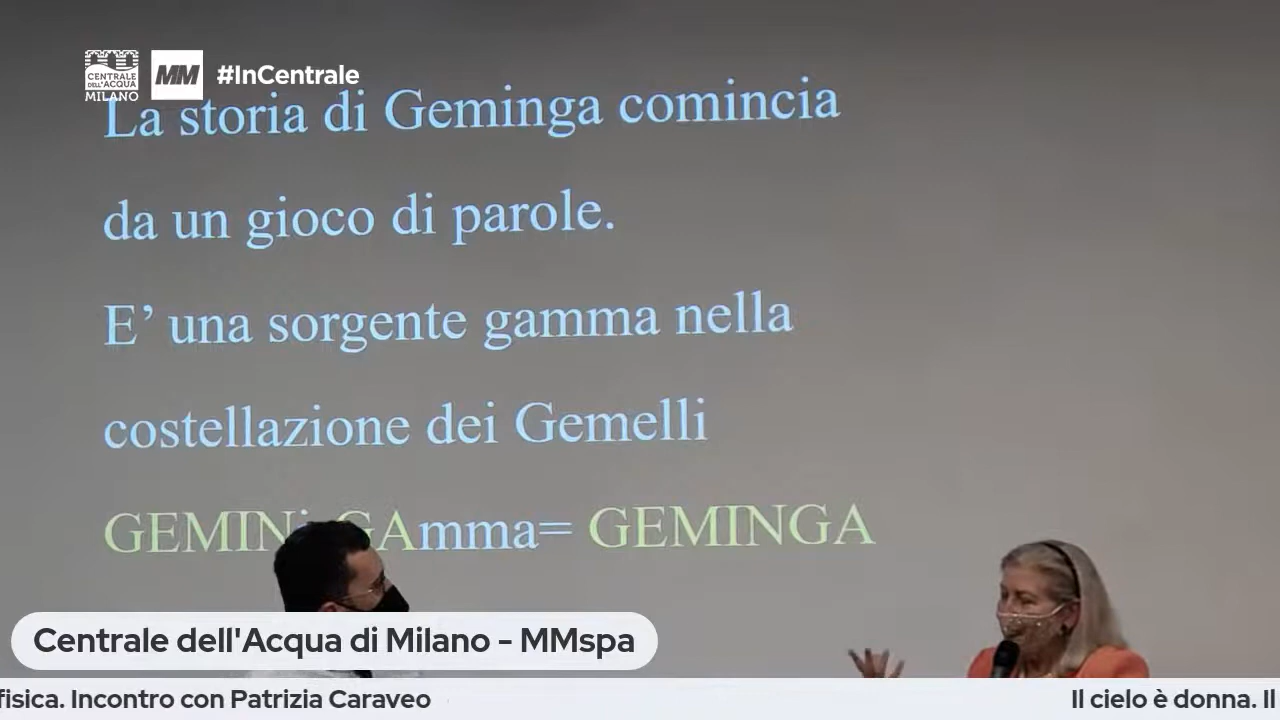 CENTRALE
DELL'ACQUA
MILANO
MM
#InCentrale
La storia di Geminga comincia
da un gioco di parole.
E' una sorgente gamma nella
costellazione dei Gemelli
GEMINi GAmma= GEMINGA
Centrale dell'Acqua di Milano - MMspa
fisica. Incontro con Patrizia Caraveo
Il cielo è donna. Il